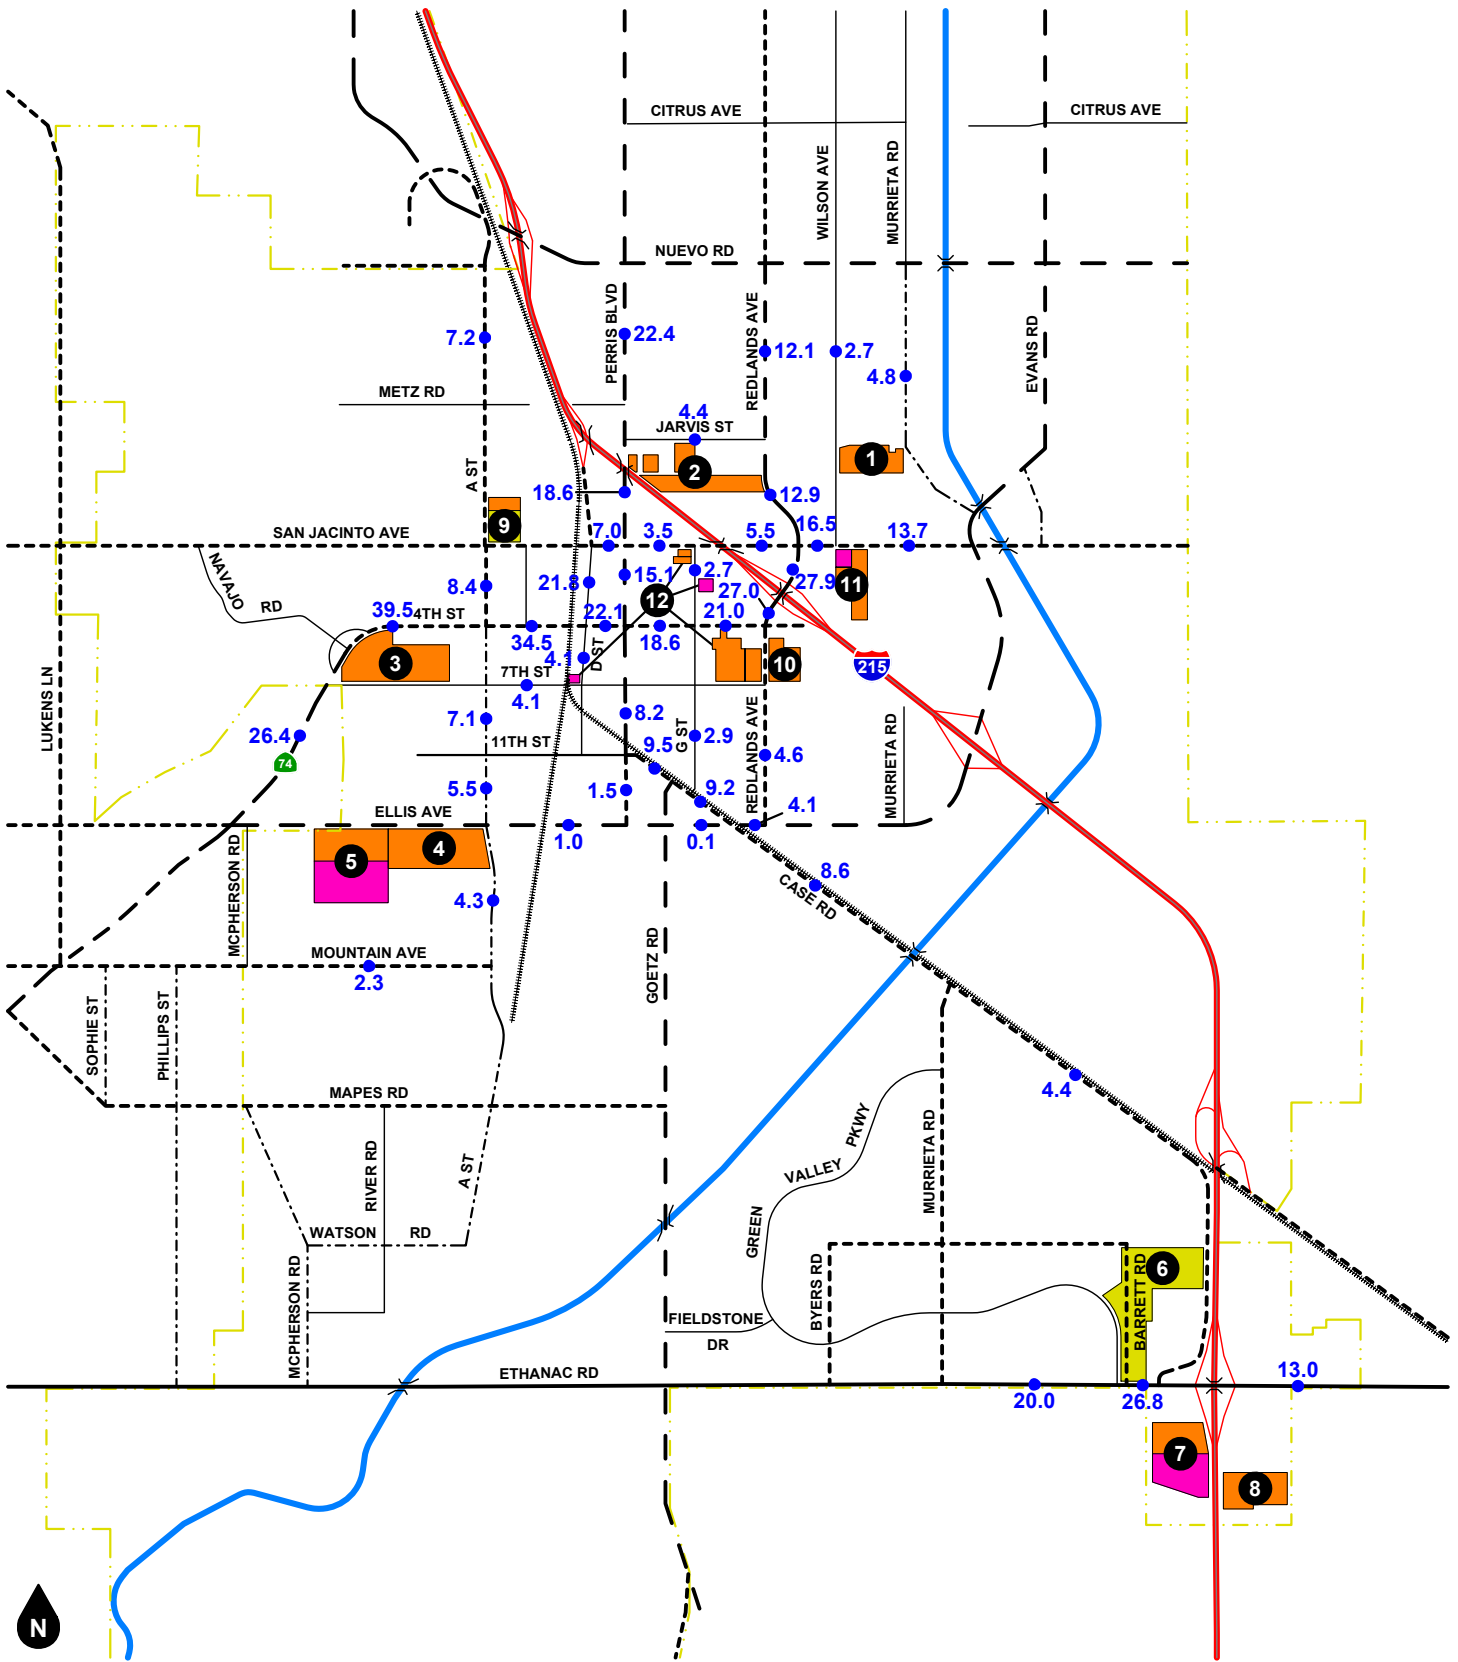 CITRUS AVE
CITRUS AVE
WILSON AVE
MURRIETA RD
NUEVO RD
PERRIS BLVD
REDLANDS AVE
EVANS RD
7.2
22.4
12.1
2.7
4.8
METZ RD
4.4
JARVIS ST
A ST
1
2
18.6
12.9
9
SAN JACINTO AVE
7.0
3.5
5.5
16.5
13.7
NAVAJO
RD
8.4
21.8
15.1
2.7
27.0
27.9
11
12
39.5
4TH ST
34.5
22.1
18.6
21.0
D ST
3
4.1
10
215
7TH ST
4.1
LUKENS LN
26.4
74
7.1
8.2
11TH ST
9.5
G ST
2.9
REDLANDS AVE
4.6
MURRIETA RD
5.5
1.5
9.2
4.1
ELLIS AVE
1.0
0.1
MCPHERSON RD
5
4
8.6
CASE RD
4.3
MOUNTAIN AVE
2.3
GOETZ RD
SOPHIE ST
PHILLIPS ST
4.4
MAPES RD
PKWY
VALLEY
GREEN
MURRIETA RD
RIVER RD
A ST
WATSON
RD
MCPHERSON RD
BYERS RD
BARRETT RD
6
FIELDSTONE
DR
ETHANAC RD
20.0
26.8
13.0
7
8
N